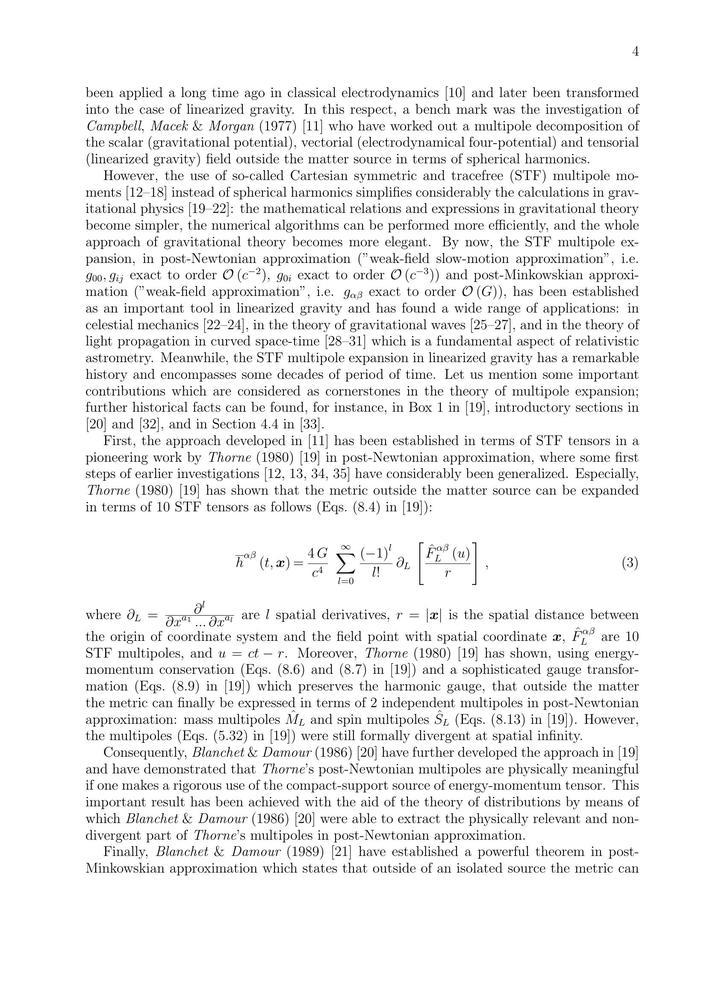 4
been applied a long time ago in classical electrodynamics [10] and later been transformed
into the case of linearized gravity. In this respect, a bench mark was the investigation of
Campbell, Macek & Morgan (1977) [11] who have worked out a multipole decomposition of
the scalar (gravitational potential), vectorial (electrodynamical four-potential) and tensorial
(linearized gravity) field outside the matter source in terms of spherical harmonics.
However, the use of so-called Cartesian symmetric and tracefree (STF) multipole mo-
ments [12–18] instead of spherical harmonics simplifies considerably the calculations in grav-
itational physics [19–22]: the mathematical relations and expressions in gravitational theory
become simpler, the numerical algorithms can be performed more efficiently, and the whole
approach of gravitational theory becomes more elegant. By now, the STF multipole ex-
pansion, in post-Newtonian approximation ("weak-field slow-motion approximation", i.e.
$g_{00}, g_{ij}$ exact to order $\mathcal{O}(c^{-2})$, $g_{0i}$ exact to order $\mathcal{O}(c^{-3})$) and post-Minkowskian approxi-
mation ("weak-field approximation", i.e. $g_{\alpha\beta}$ exact to order $\mathcal{O}(G)$), has been established
as an important tool in linearized gravity and has found a wide range of applications: in
celestial mechanics [22–24], in the theory of gravitational waves [25–27], and in the theory of
light propagation in curved space-time [28–31] which is a fundamental aspect of relativistic
astrometry. Meanwhile, the STF multipole expansion in linearized gravity has a remarkable
history and encompasses some decades of period of time. Let us mention some important
contributions which are considered as cornerstones in the theory of multipole expansion;
further historical facts can be found, for instance, in Box 1 in [19], introductory sections in
[20] and [32], and in Section 4.4 in [33].
First, the approach developed in [11] has been established in terms of STF tensors in a
pioneering work by Thorne (1980) [19] in post-Newtonian approximation, where some first
steps of earlier investigations [12, 13, 34, 35] have considerably been generalized. Especially,
Thorne (1980) [19] has shown that the metric outside the matter source can be expanded
in terms of 10 STF tensors as follows (Eqs. (8.4) in [19]):
$\overline{h}^{\alpha\beta}(t, \boldsymbol{x}) = \frac{4G}{c^4} \sum_{l=0}^{\infty} \frac{(-1)^l}{l!} \partial_L \left[ \frac{\hat{F}_L^{\alpha\beta}(u)}{r} \right]$ , (3)
where $\partial_L = \frac{\partial^l}{\partial x^{a_1} \ldots \partial x^{a_l}}$ are $l$ spatial derivatives, $r = |\boldsymbol{x}|$ is the spatial distance between
the origin of coordinate system and the field point with spatial coordinate $\boldsymbol{x}$, $\hat{F}_L^{\alpha\beta}$ are 10
STF multipoles, and $u = ct - r$. Moreover, Thorne (1980) [19] has shown, using energy-
momentum conservation (Eqs. (8.6) and (8.7) in [19]) and a sophisticated gauge transfor-
mation (Eqs. (8.9) in [19]) which preserves the harmonic gauge, that outside the matter
the metric can finally be expressed in terms of 2 independent multipoles in post-Newtonian
approximation: mass multipoles $\hat{M}_L$ and spin multipoles $\hat{S}_L$ (Eqs. (8.13) in [19]). However,
the multipoles (Eqs. (5.32) in [19]) were still formally divergent at spatial infinity.
Consequently, Blanchet & Damour (1986) [20] have further developed the approach in [19]
and have demonstrated that Thorne's post-Newtonian multipoles are physically meaningful
if one makes a rigorous use of the compact-support source of energy-momentum tensor. This
important result has been achieved with the aid of the theory of distributions by means of
which Blanchet & Damour (1986) [20] were able to extract the physically relevant and non-
divergent part of Thorne's multipoles in post-Newtonian approximation.
Finally, Blanchet & Damour (1989) [21] have established a powerful theorem in post-
Minkowskian approximation which states that outside of an isolated source the metric can